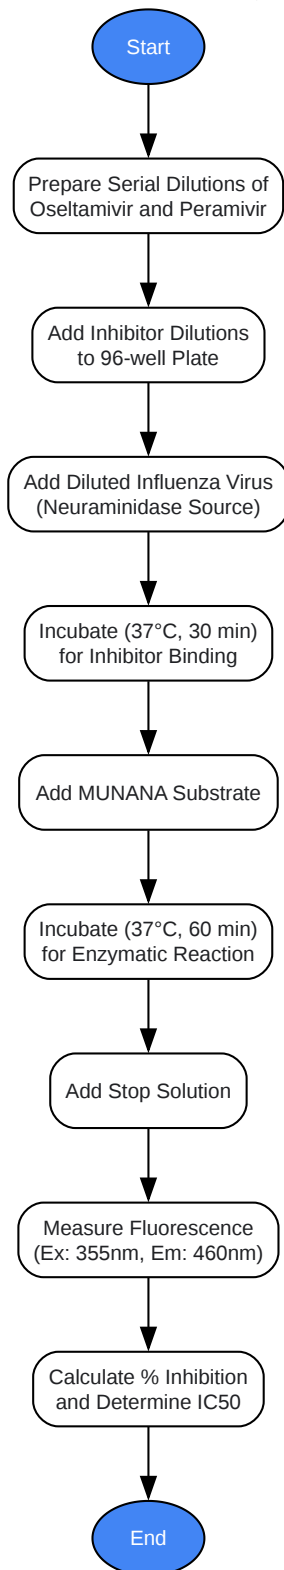 Start
Prepare Serial Dilutions of
Oseltamivir and Peramivir
Add Inhibitor Dilutions
to 96-well Plate
Add Diluted Influenza Virus
(Neuraminidase Source)
Incubate (37°C, 30 min)
for Inhibitor Binding
Add MUNANA Substrate
Incubate (37°C, 60 min)
for Enzymatic Reaction
Add Stop Solution
Measure Fluorescence
(Ex: 355nm, Em: 460nm)
Calculate % Inhibition
and Determine IC50
End